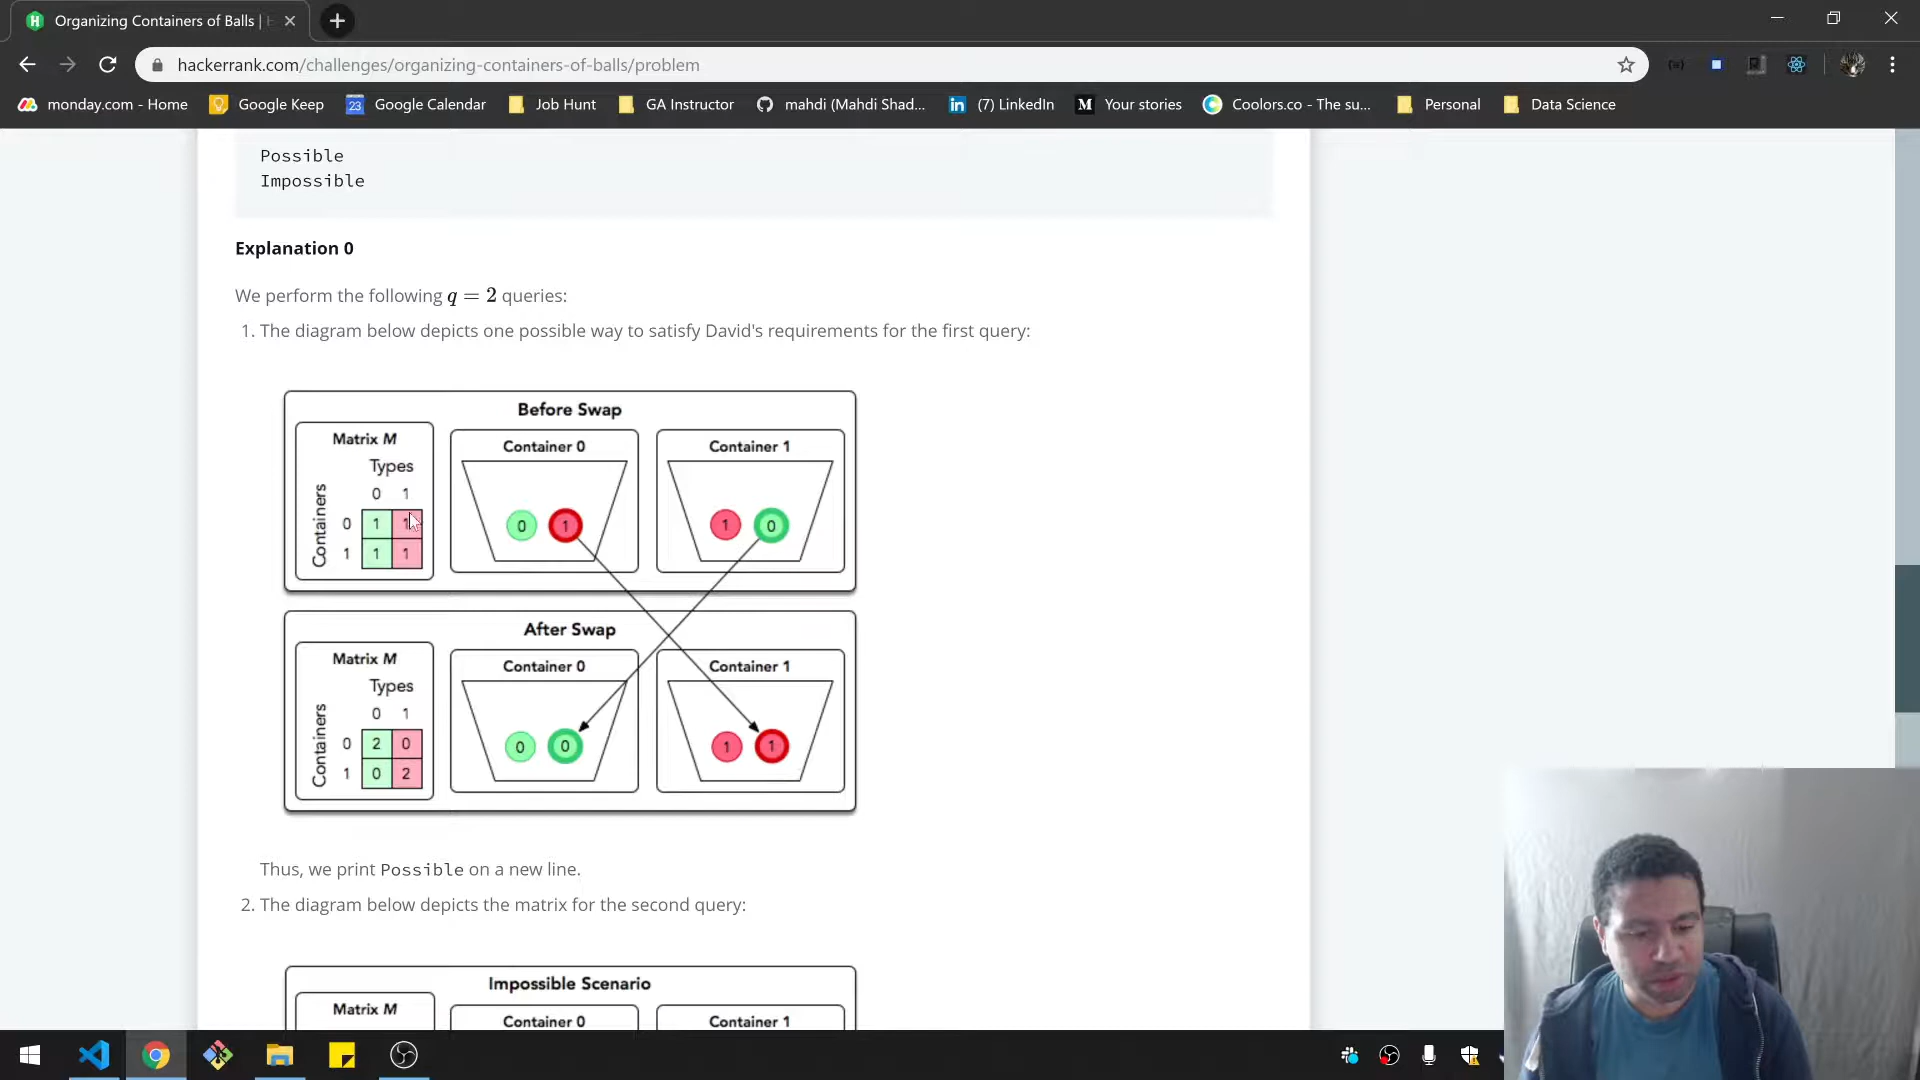 Organizing Containers of Balls |
hackerrank.com/challenges/organizing-containers-of-balls/problem
monday.com - Home
Google Keep
23
Google Calendar
Job Hunt
GA Instructor
mahdi (Mahdi Shad...
(7) LinkedIn
Your stories
Coolors.co - The su...
Personal
Data Science
Possible
Impossible
Explanation 0
We perform the following q = 2 queries:
1. The diagram below depicts one possible way to satisfy David's requirements for the first query:
Before Swap
Matrix M
Types
0 1
Containers
0 1 1
1 1 1
Container 0
0 1
Container 1
1 0
After Swap
Matrix M
Types
0 1
Containers
0 2 0
1 0 2
Container 0
0 0
Container 1
1 1
Thus, we print Possible on a new line.
2. The diagram below depicts the matrix for the second query:
Impossible Scenario
Matrix M
Container 0
Container 1